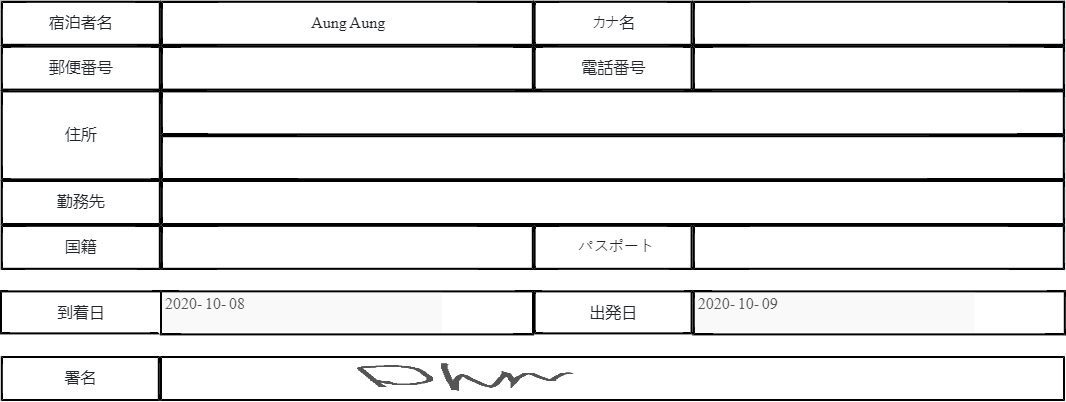 宿泊者名 Aung Aung カナ名
郵便番号 電話番号
住所
勤務先
国籍 パスポート
到着日 2020-10-08 出発日 2020-10-09
署名